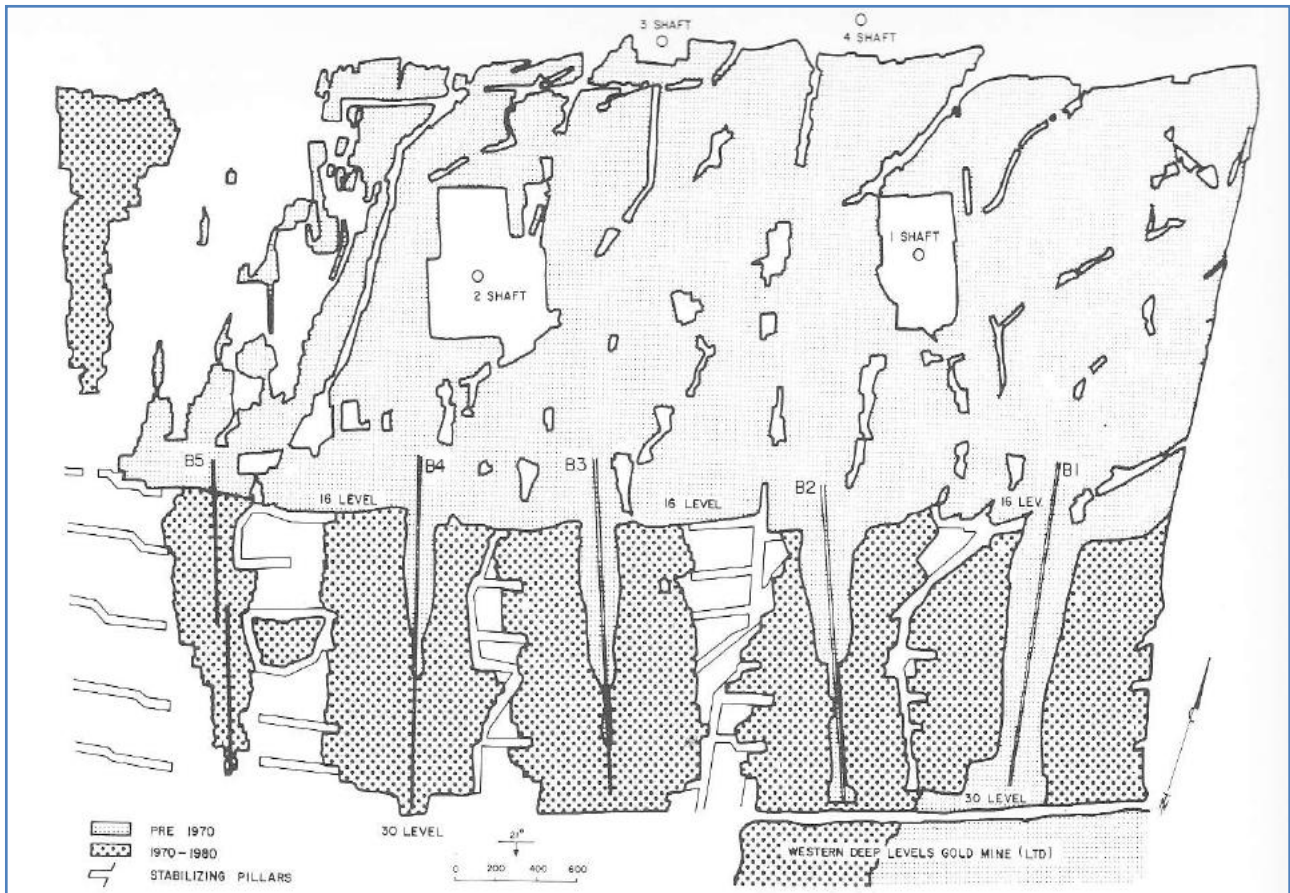 3 SHAFT
4 SHAFT
1 SHAFT
2 SHAFT
B5
B4
B3
B2
B1
16 LEVEL
16 LEVEL
16 LEV.
30 LEVEL
30 LEVEL
PRE 1970
1970-1980
STABILIZING PILLARS
21°
0 200 400 600
WESTERN DEEP LEVELS GOLD MINE (LTD)
N